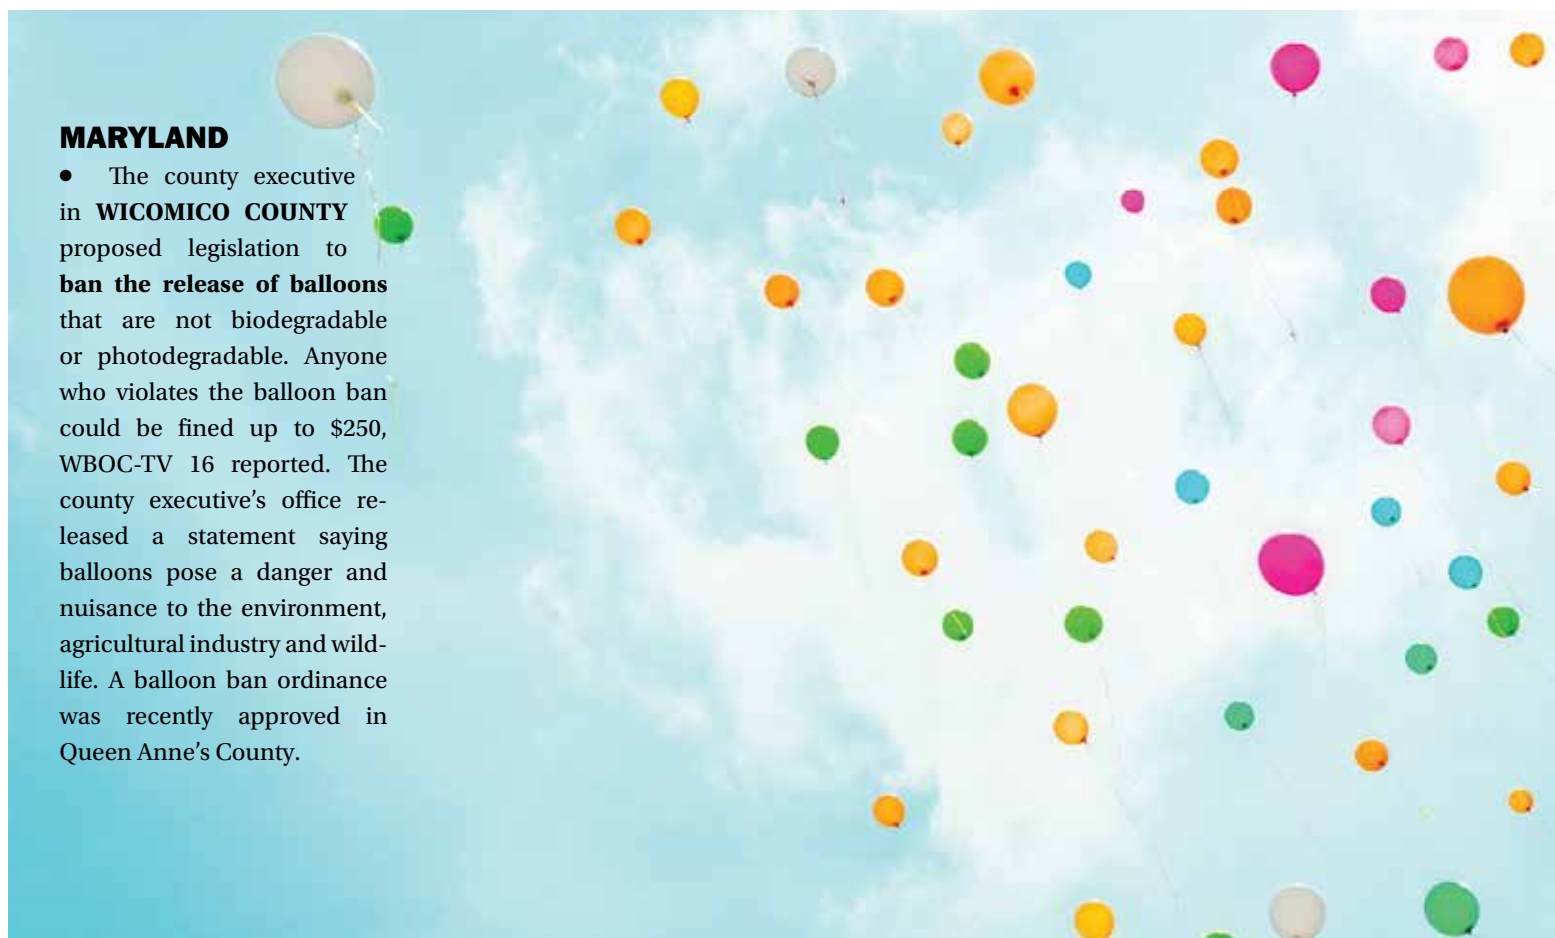 MARYLAND
• The county executive
in WICOMICO COUNTY
proposed legislation to
ban the release of balloons
that are not biodegradable
or photodegradable. Anyone
who violates the balloon ban
could be fined up to $250,
WBOC-TV 16 reported. The
county executive’s office re-
leased a statement saying
balloons pose a danger and
nuisance to the environment,
agricultural industry and wild-
life. A balloon ban ordinance
was recently approved in
Queen Anne’s County.